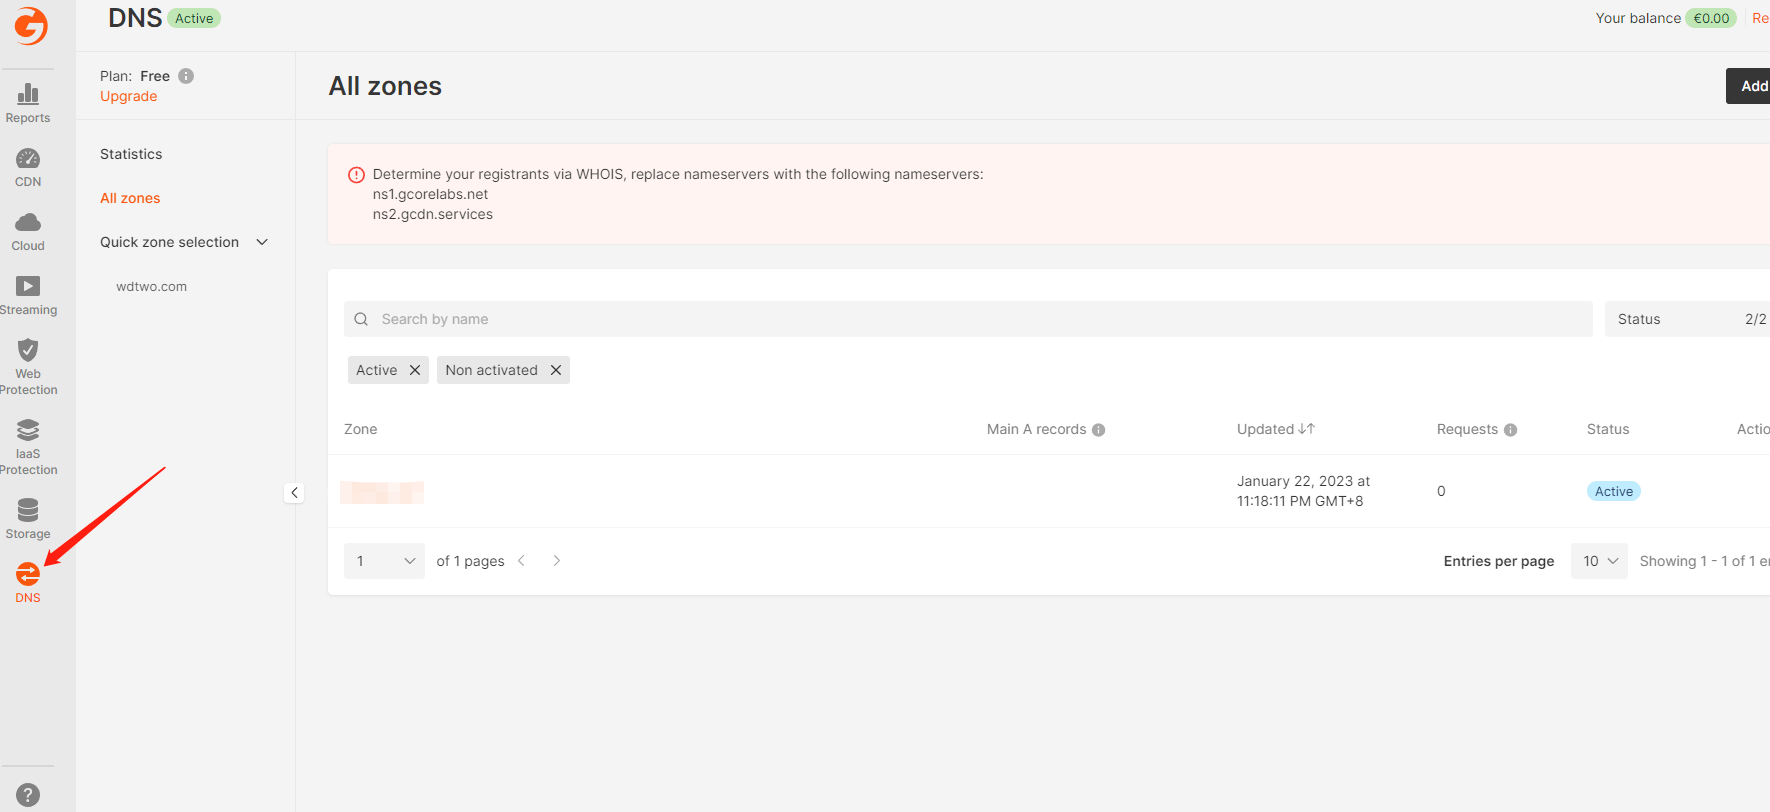 DNS Active
Your balance €0.00 Re
Plan: Free
Upgrade
All zones
Add
Reports
CDN
Cloud
Streaming
Web
Protection
IaaS
Protection
Storage
DNS
Statistics
All zones
Quick zone selection
wdtwo.com
Determine your registrants via WHOIS, replace nameservers with the following nameservers:
ns1.gcorelabs.net
ns2.gcdn.services
Search by name
Status 2/2
Active Non activated
Zone Main A records Updated Requests Status Actio
January 22, 2023 at
11:18:11 PM GMT+8
0 Active
1 of 1 pages Entries per page 10 Showing 1 - 1 of 1 e
?